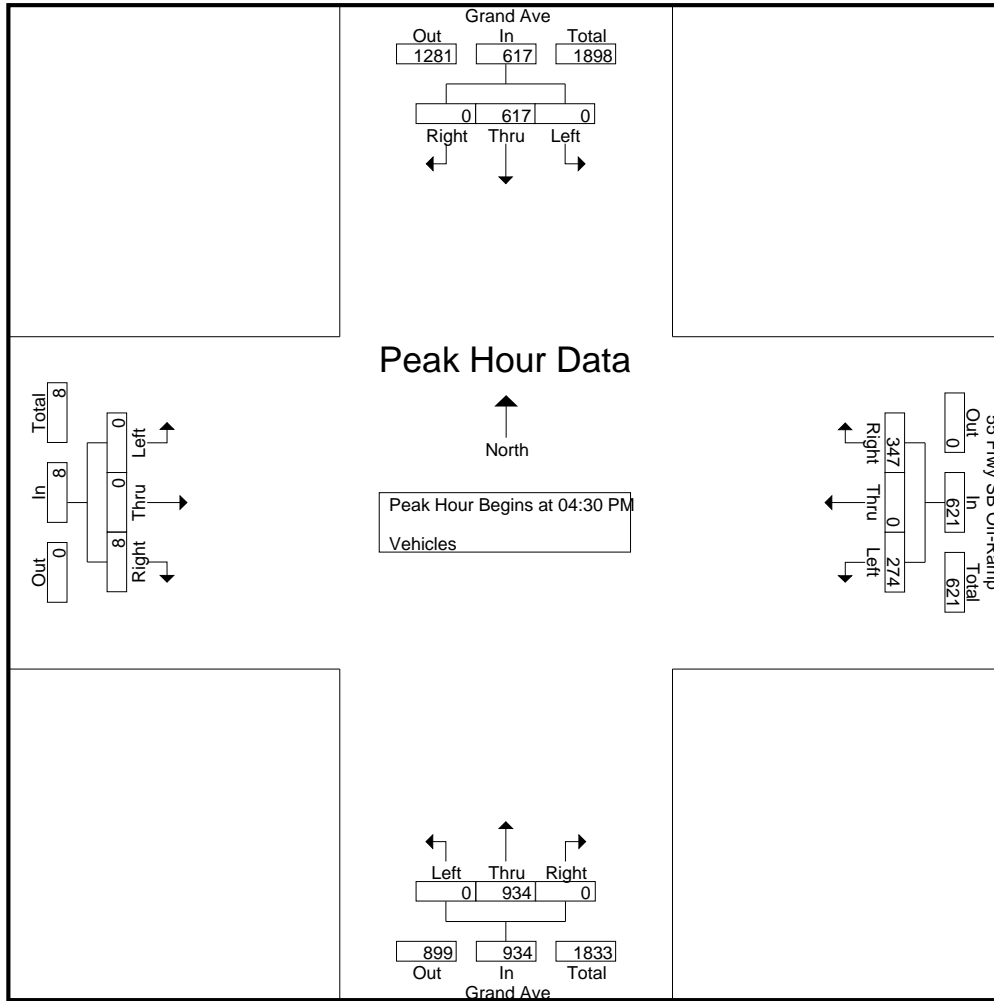 Grand Ave
Out In Total
1281 617 1898
0 617 0
Right Thru Left
Peak Hour Data
North
Peak Hour Begins at 04:30 PM
Vehicles
Total In Out
8 8 0
0 0 8
Left Thru Right
Right Thru Left
347 0 274
Out In Total
0 621 621
SB
Left Thru Right
0 934 0
899 934 1833
Out In Total
Grand Ave